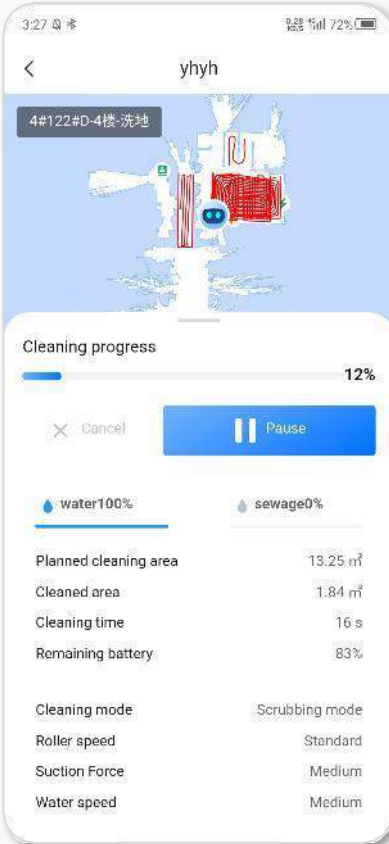 3:27
72%
yhyh
4#122#D-4楼-洗地
Cleaning progress
12%
Cancel
Pause
water100%
sewage0%
Planned cleaning area 13.25 ㎡
Cleaned area 1.84 ㎡
Cleaning time 16 s
Remaining battery 83%
Cleaning mode Scrubbing mode
Roller speed Standard
Suction Force Medium
Water speed Medium